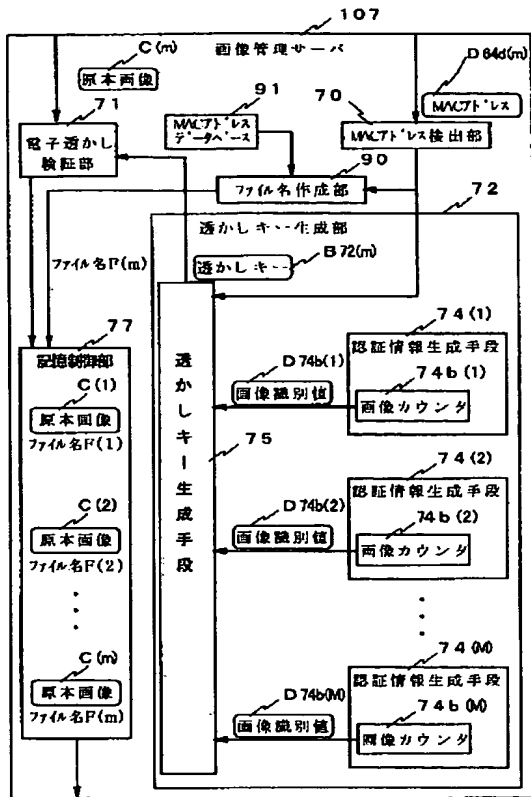 107
画像管理サーバ
C(m)
原本画像
D64d(m)
MACアドレス
71
電子透かし
検証部
91
MACアドレス
データベース
70
MACアドレス検出部
90
ファイル名作成部
72
透かしキー生成部
ファイル名F(m)
B72(m)
透かしキー
77
記憶制御部
C(1)
原本画像
ファイル名F(1)
C(2)
原本画像
ファイル名F(2)
C(m)
原本画像
ファイル名F(m)
透かしキー生成手段
75
D74b(1)
画像識別値
74(1)
認証情報生成手段
74b(1)
画像カウンタ
D74b(2)
画像識別値
74(2)
認証情報生成手段
74b(2)
画像カウンタ
D74b(M)
画像識別値
74(M)
認証情報生成手段
74b(M)
画像カウンタ